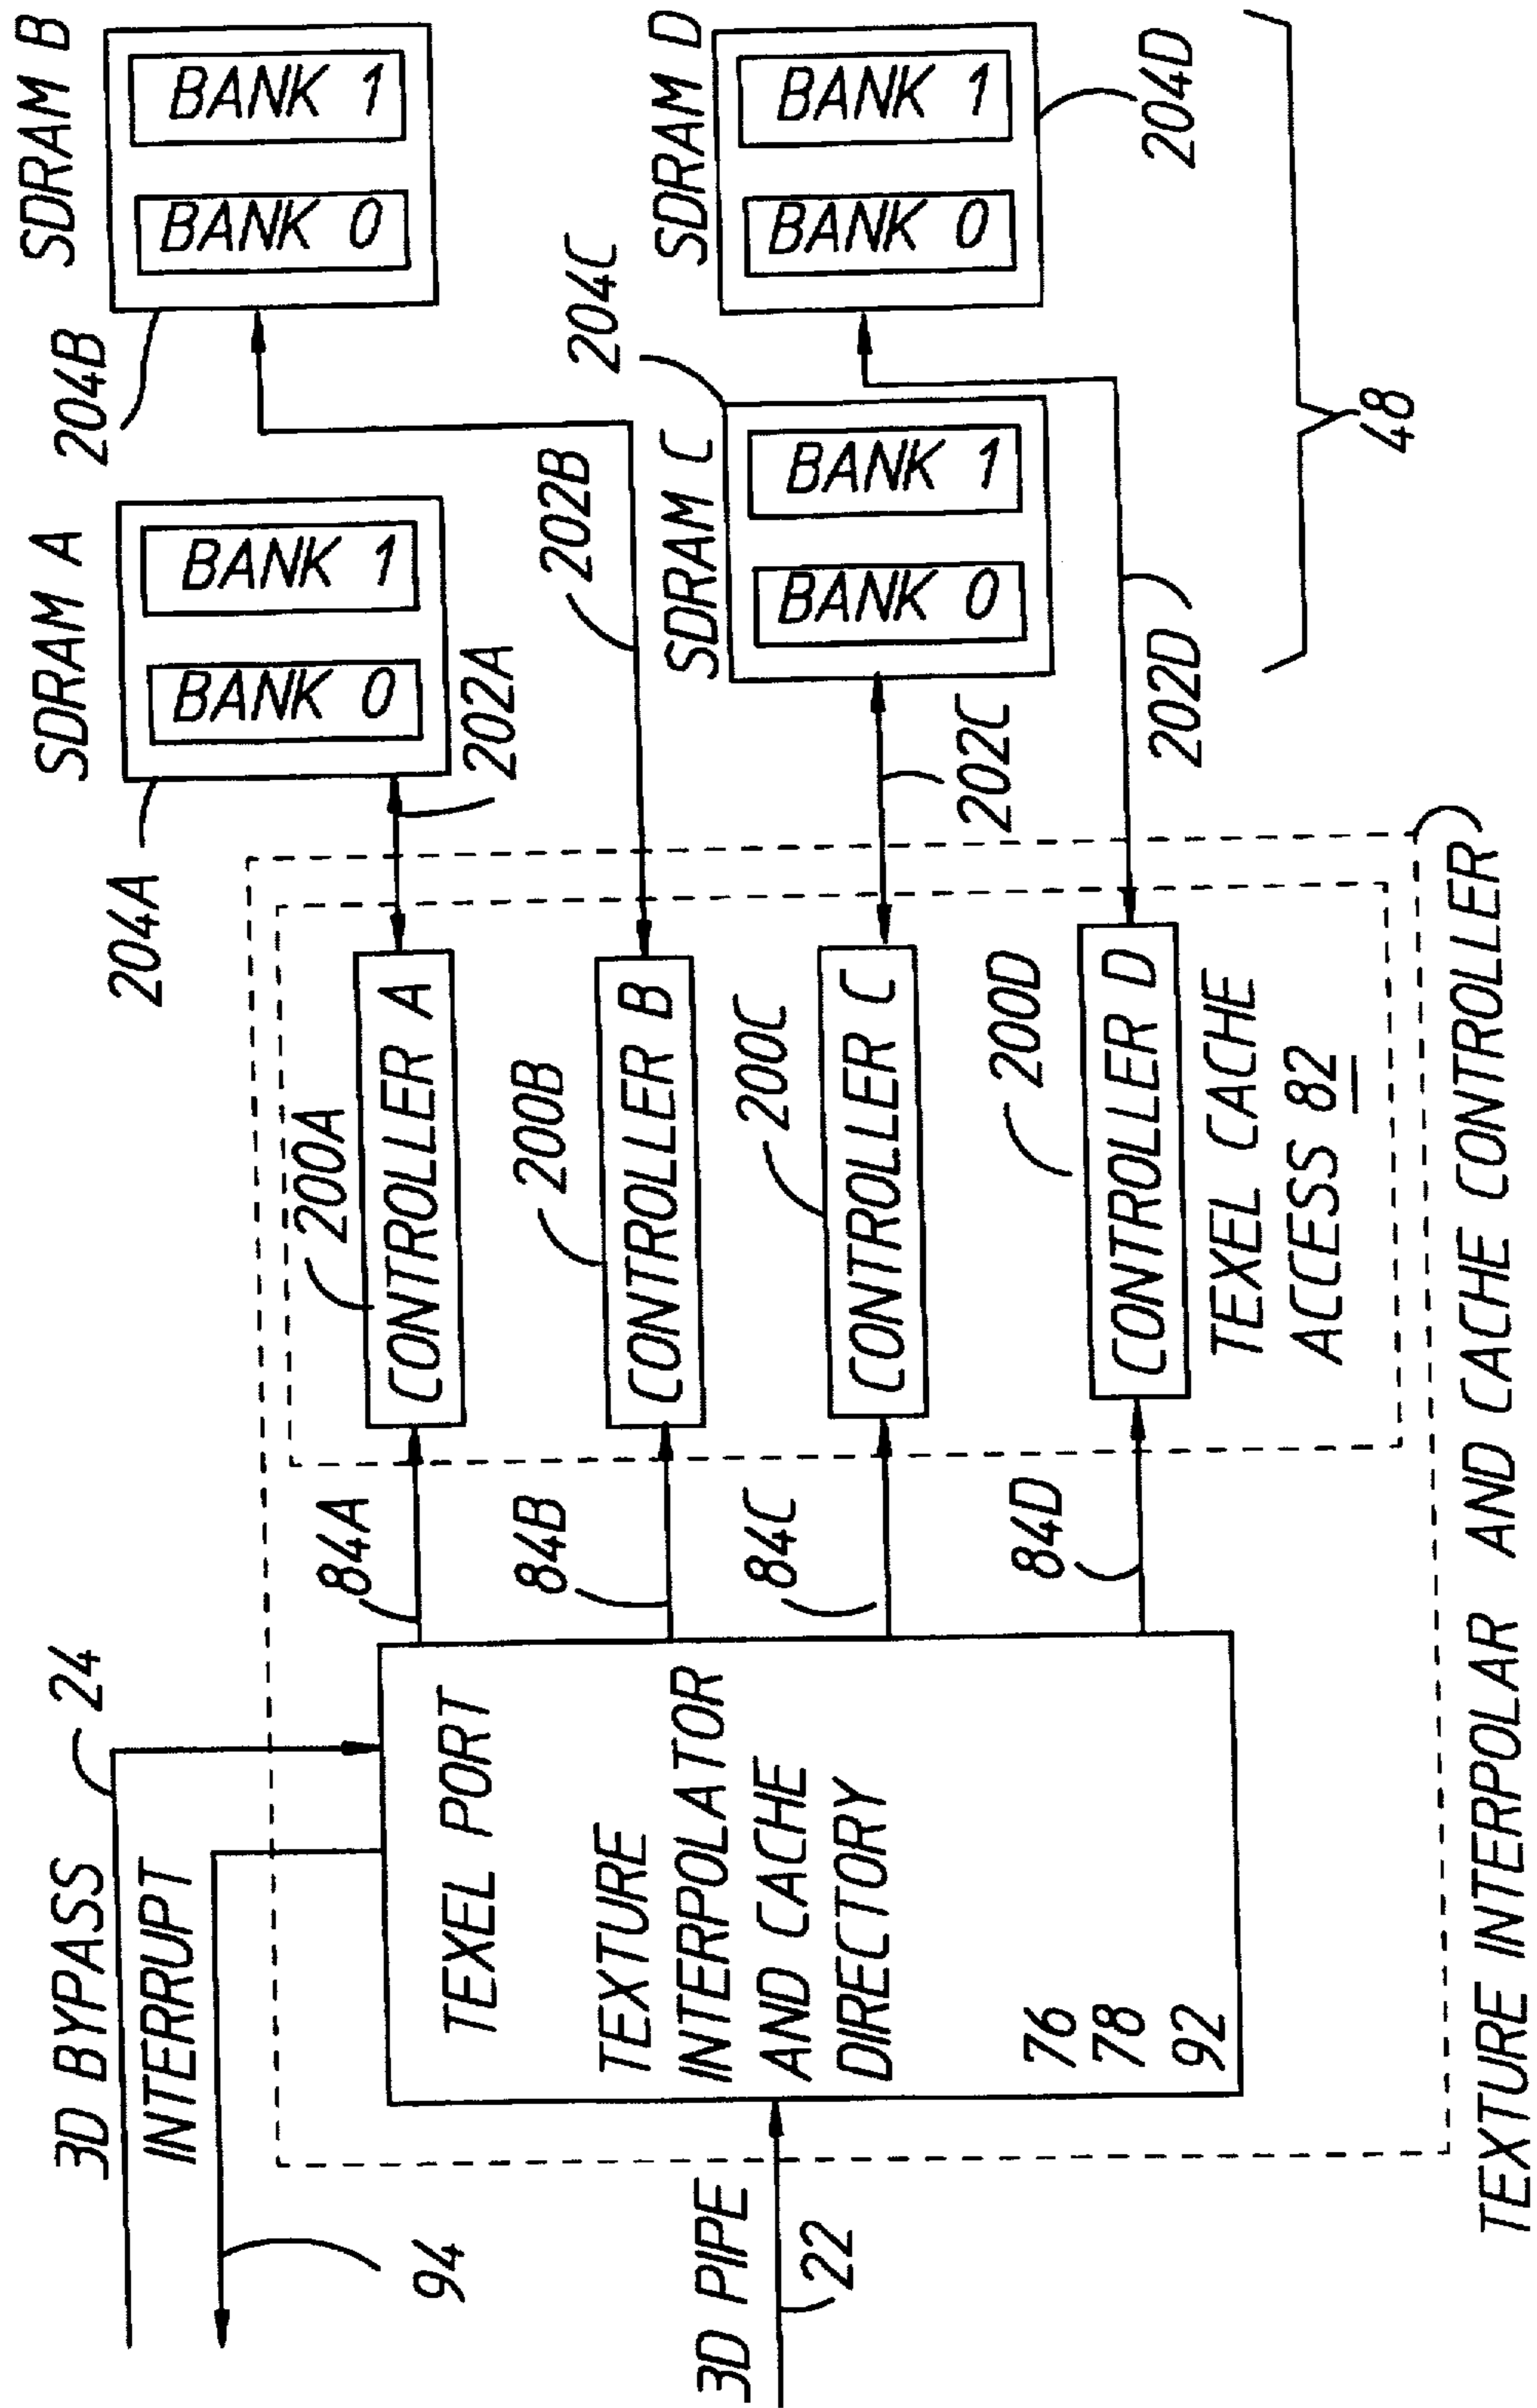 3D BYPASS
24
INTERRUPT
94
3D PIPE
22
TEXEL PORT
TEXTURE
INTERPOLATOR
AND CACHE
DIRECTORY
76
78
92
84A
84B
84C
84D
200A
CONTROLLER A
200B
CONTROLLER B
200C
CONTROLLER C
200D
CONTROLLER D
TEXEL CACHE
ACCESS 82
204A
SDRAM A
BANK 0
BANK 1
202A
204B
SDRAM B
BANK 0
BANK 1
202B
204C
SDRAM C
BANK 0
BANK 1
202C
SDRAM D
BANK 0
BANK 1
204D
202D
48
TEXTURE INTERPOLAR AND CACHE CONTROLLER